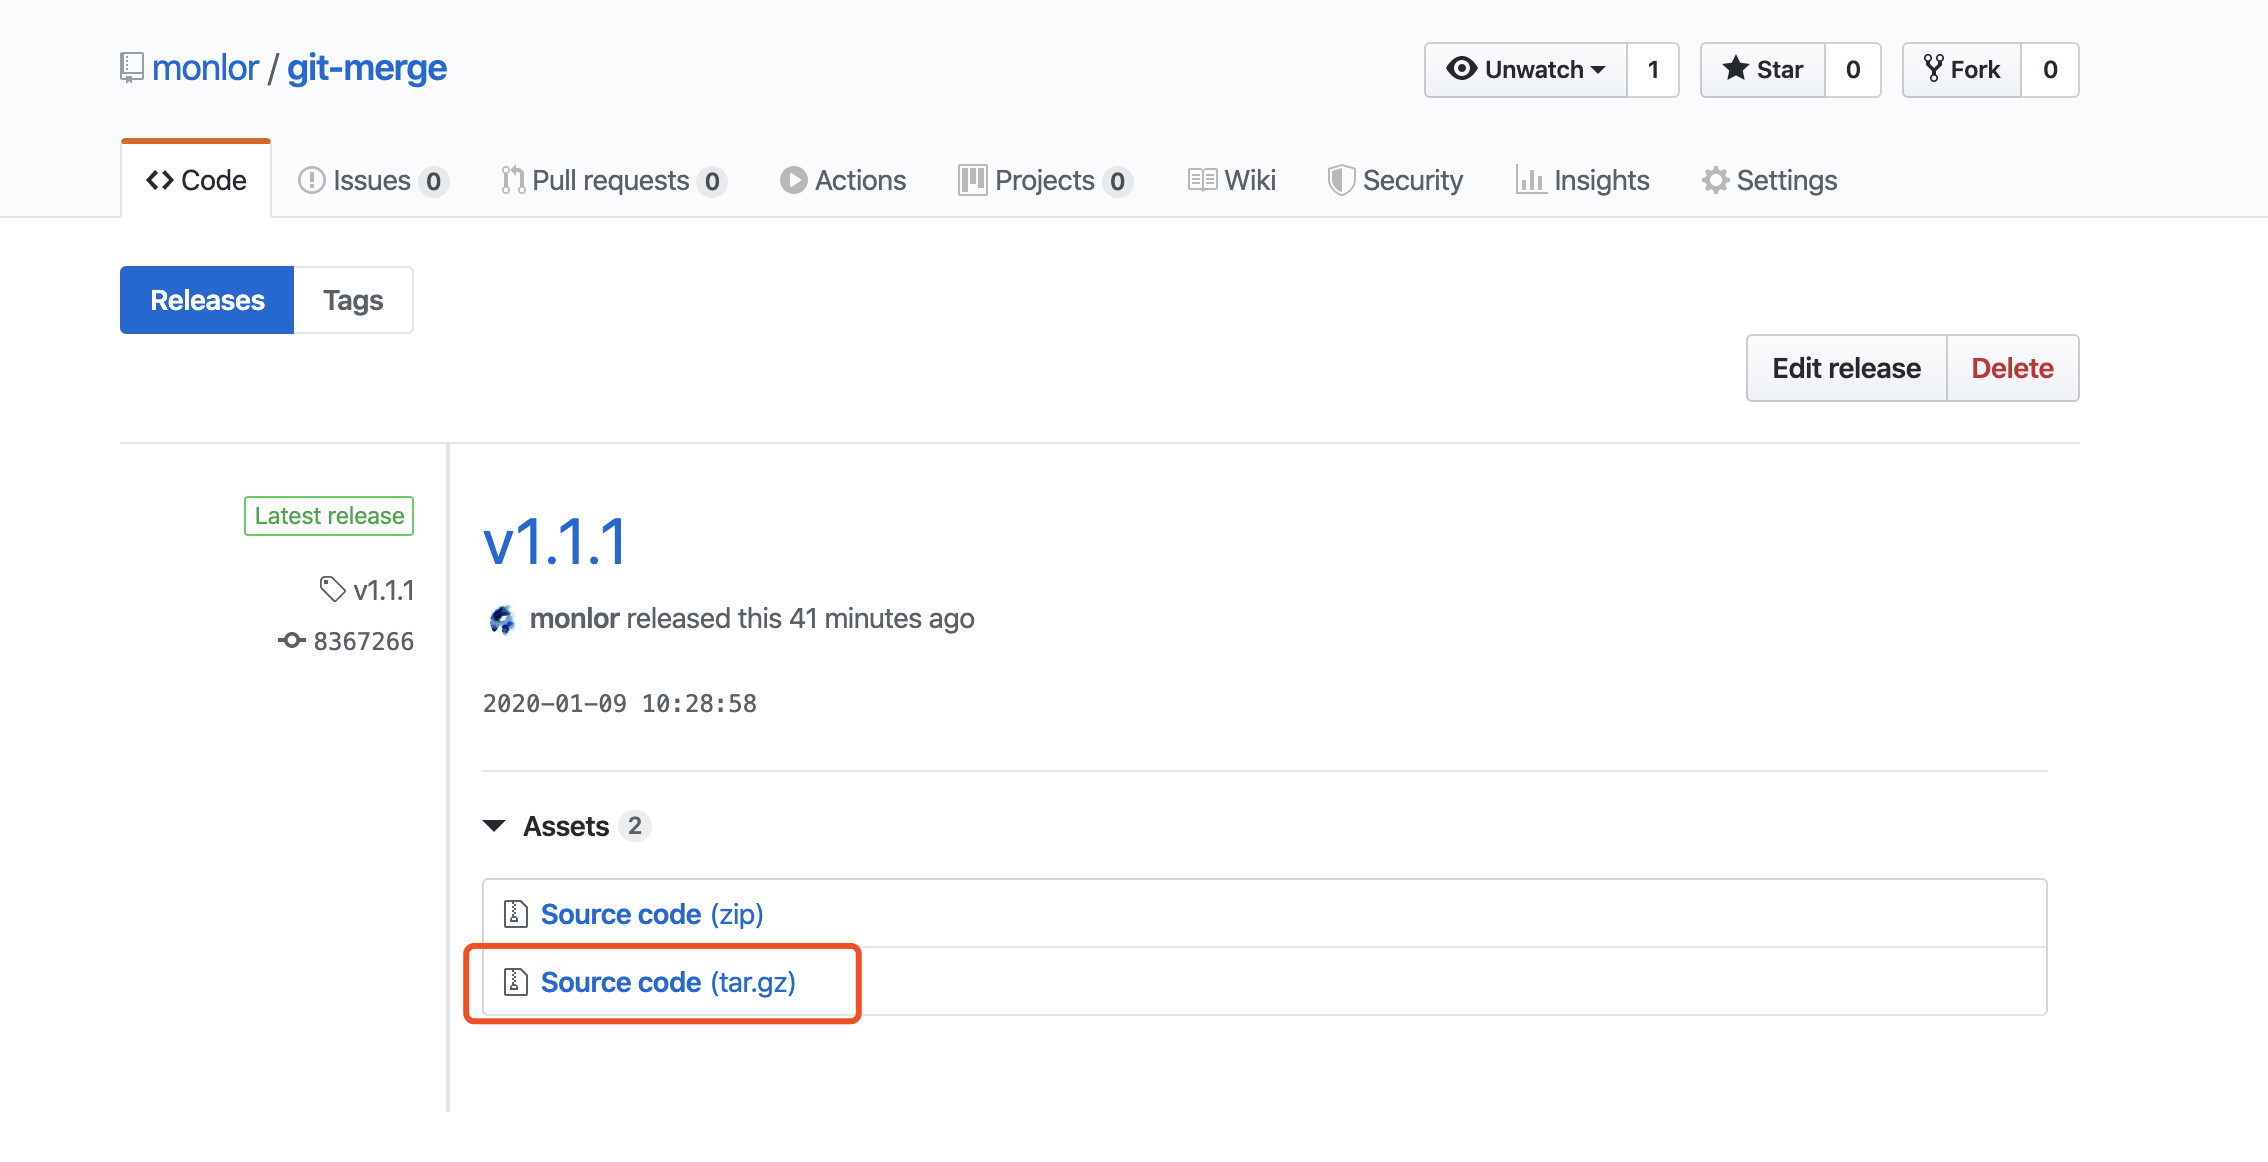 monlor / git-merge
Unwatch 1 Star 0 Fork 0
Code Issues 0 Pull requests 0 Actions Projects 0 Wiki Security Insights Settings
Releases Tags
Edit release Delete
Latest release
v1.1.1
8367266
v1.1.1
monlor released this 41 minutes ago
2020-01-09 10:28:58
Assets 2
Source code (zip)
Source code (tar.gz)